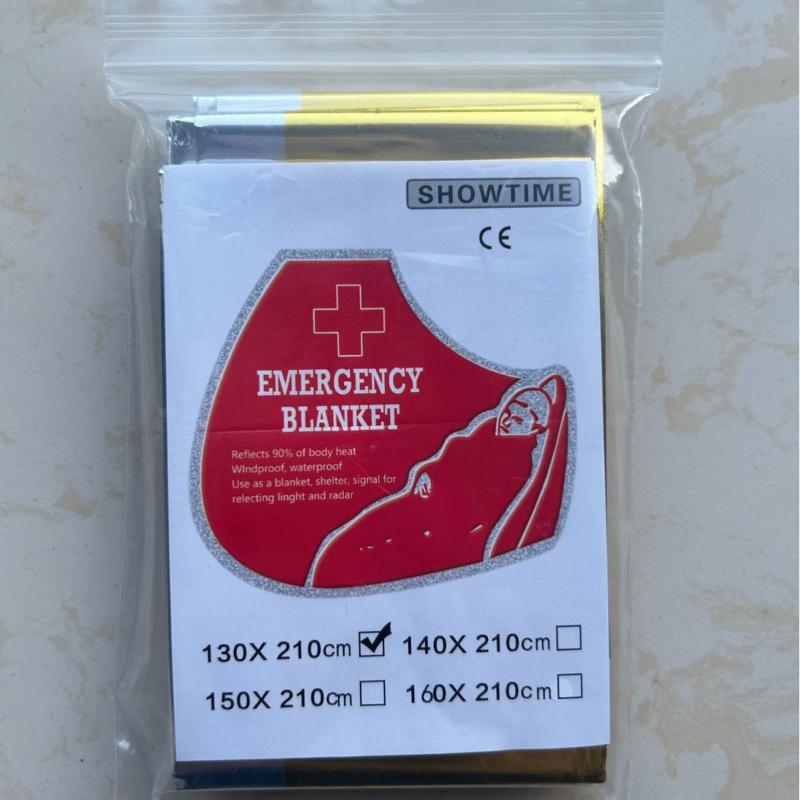 SHOWTIME
CE
EMERGENCY
BLANKET
Reflects 90% of body heat
WIndproof, waterproof
Use as a blanket, shelter, signal for
relecting linght and radar
130X 210cm 140X 210cm
150X 210cm 160X 210cm